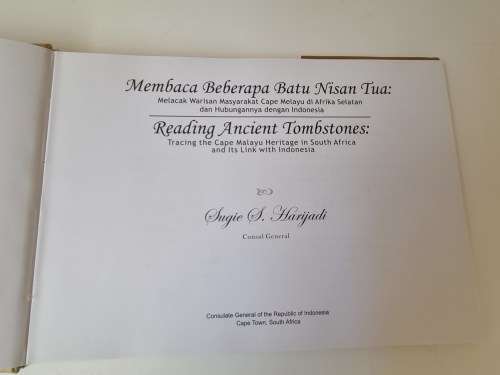 Membaca Beberapa Batu Nisan Tua:
Melacak Warisan Masyarakat Cape Melayu di Afrika Selatan
dan Hubungannya dengan Indonesia
Reading Ancient Tombstones:
Tracing the Cape Malayu Heritage in South Africa
and Its Link with Indonesia
Sugie S. Harijadi
Consul General
Consulate General of the Republic of Indonesia
Cape Town, South Africa